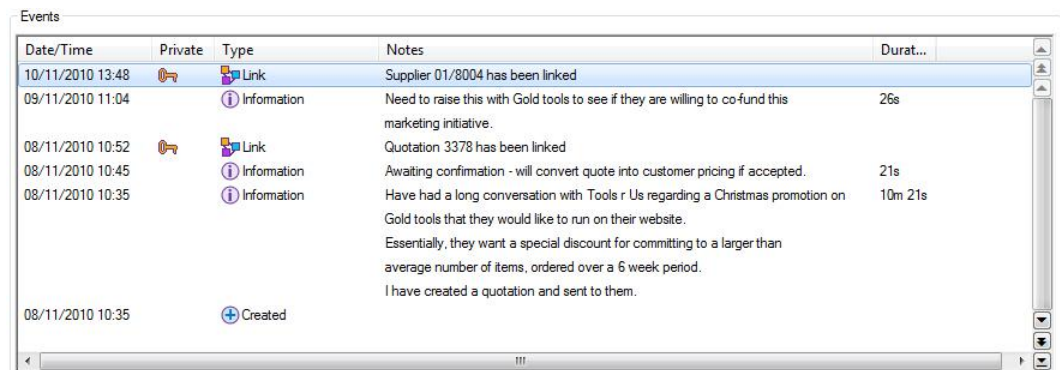 Events
Date/Time Private Type Notes Durat...
10/11/2010 13:48 Link Supplier 01/8004 has been linked
09/11/2010 11:04 Information Need to raise this with Gold tools to see if they are willing to co-fund this 26s
marketing initiative.
08/11/2010 10:52 Link Quotation 3378 has been linked
08/11/2010 10:45 Information Awaiting confirmation - will convert quote into customer pricing if accepted. 21s
08/11/2010 10:35 Information Have had a long conversation with Tools r Us regarding a Christmas promotion on 10m 21s
Gold tools that they would like to run on their website.
Essentially, they want a special discount for committing to a larger than
average number of items, ordered over a 6 week period.
I have created a quotation and sent to them.
08/11/2010 10:35 Created